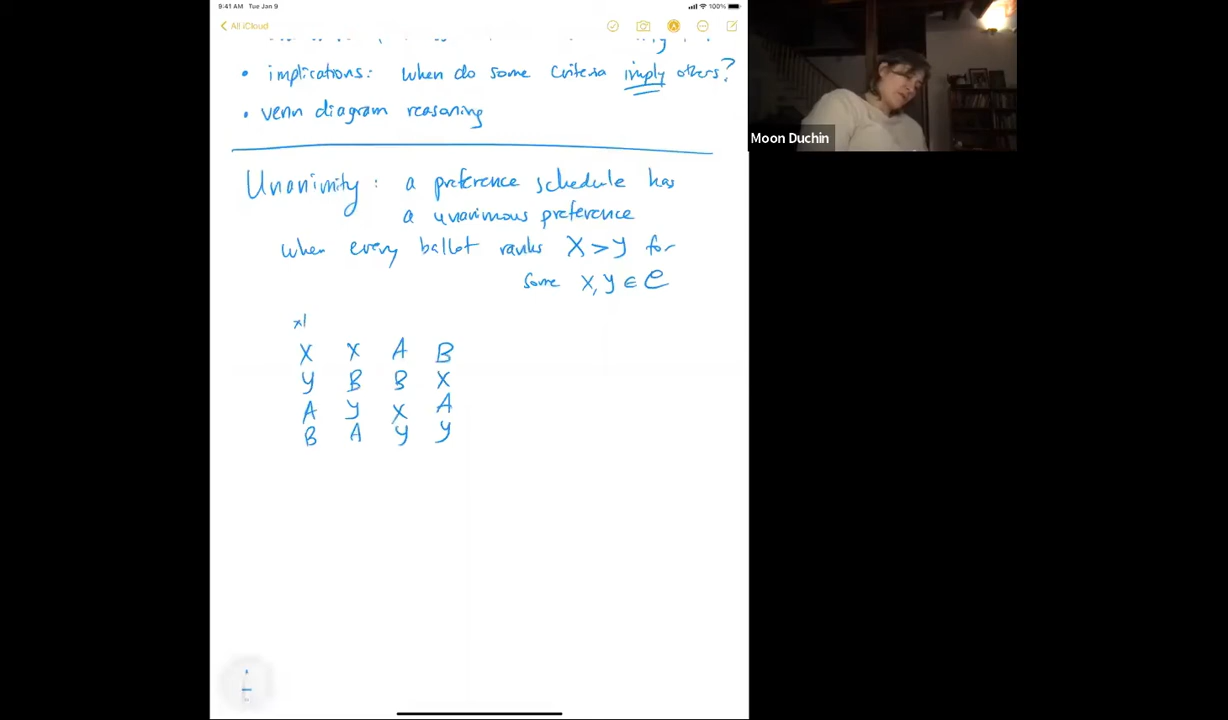 9:41 AM Tue Jan 9
100%
All iCloud
• implications: when do some criteria imply others?
• venn diagram reasoning
Moon Duchin
Unanimity: a preference schedule has
a unanimous preference
when every ballot ranks X > Y for
some X, Y ∈ C
x1
X X A B
Y B B X
A Y X A
B A Y Y